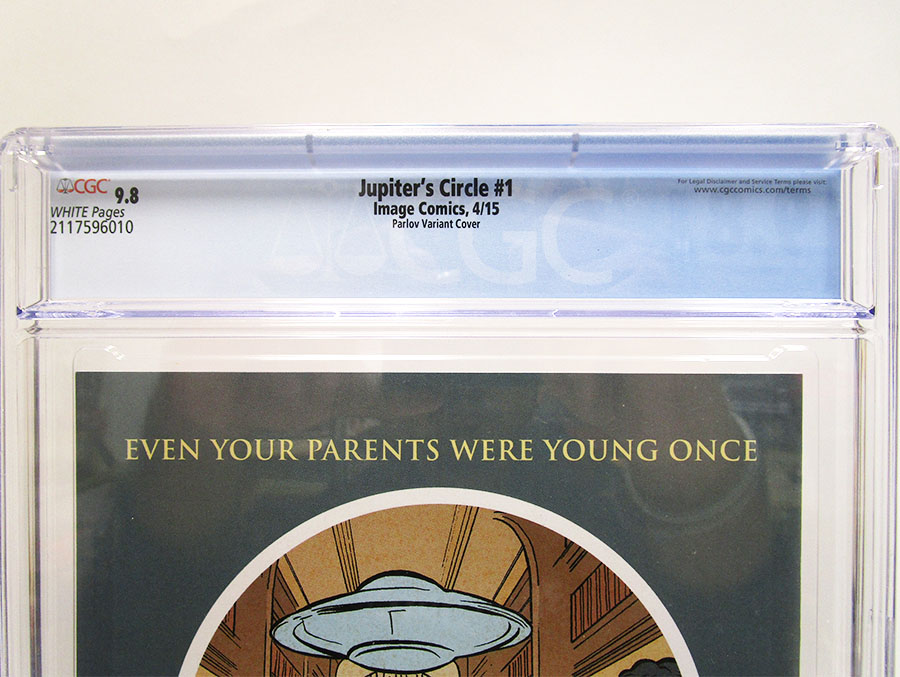 CGC 9.8
WHITE Pages
2117596010
Jupiter's Circle #1
Image Comics, 4/15
Parlov Variant Cover
For Legal Disclaimer and Service Terms please visit:
www.cgccomics.com/terms
CGC
EVEN YOUR PARENTS WERE YOUNG ONCE